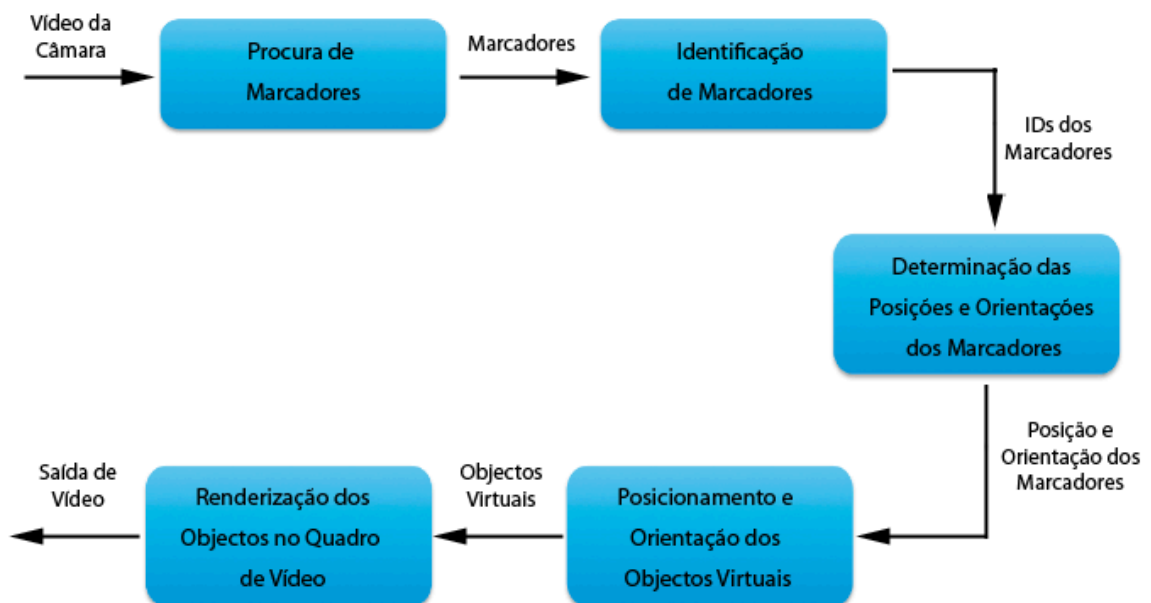 Vídeo da
Câmara
Procura de
Marcadores
Marcadores
Identificação
de Marcadores
IDs dos
Marcadores
Determinação das
Posições e Orientações
dos Marcadores
Posição e
Orientação dos
Marcadores
Posicionamento e
Orientação dos
Objectos Virtuais
Objectos
Virtuais
Renderização dos
Objectos no Quadro
de Vídeo
Saída de
Vídeo